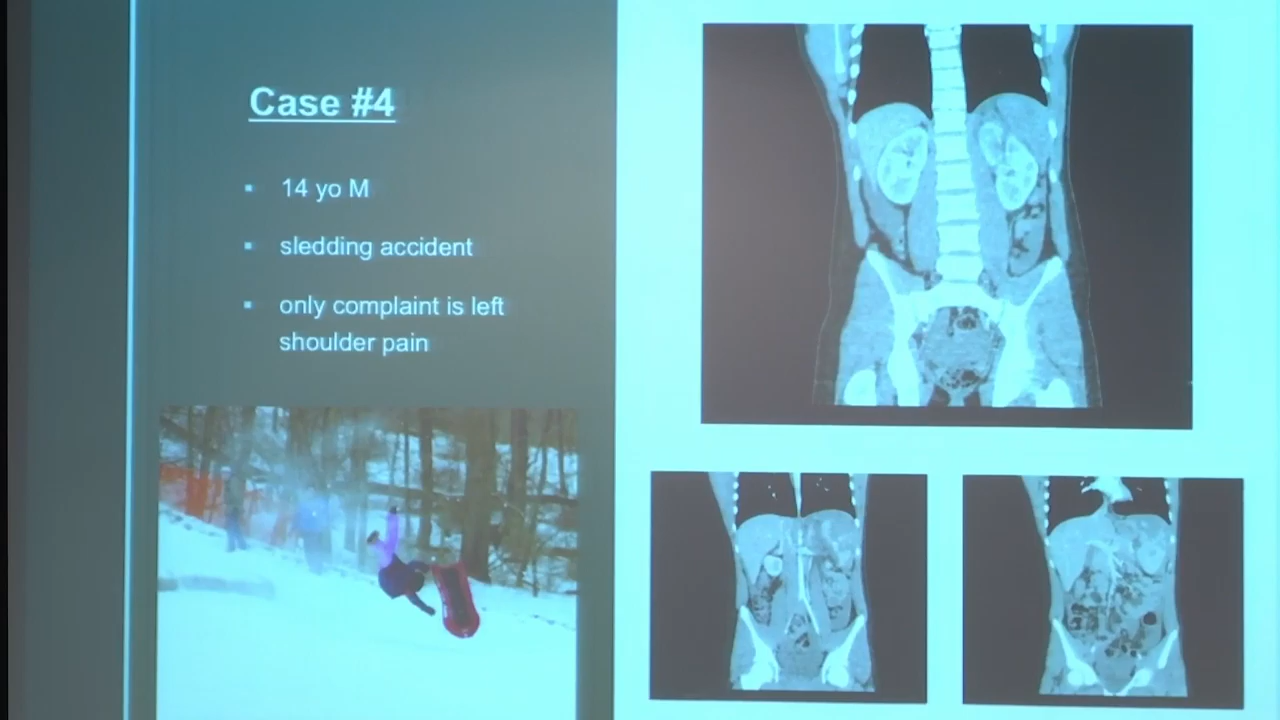 Case #4
▪ 14 yo M
▪ sledding accident
▪ only complaint is left
shoulder pain